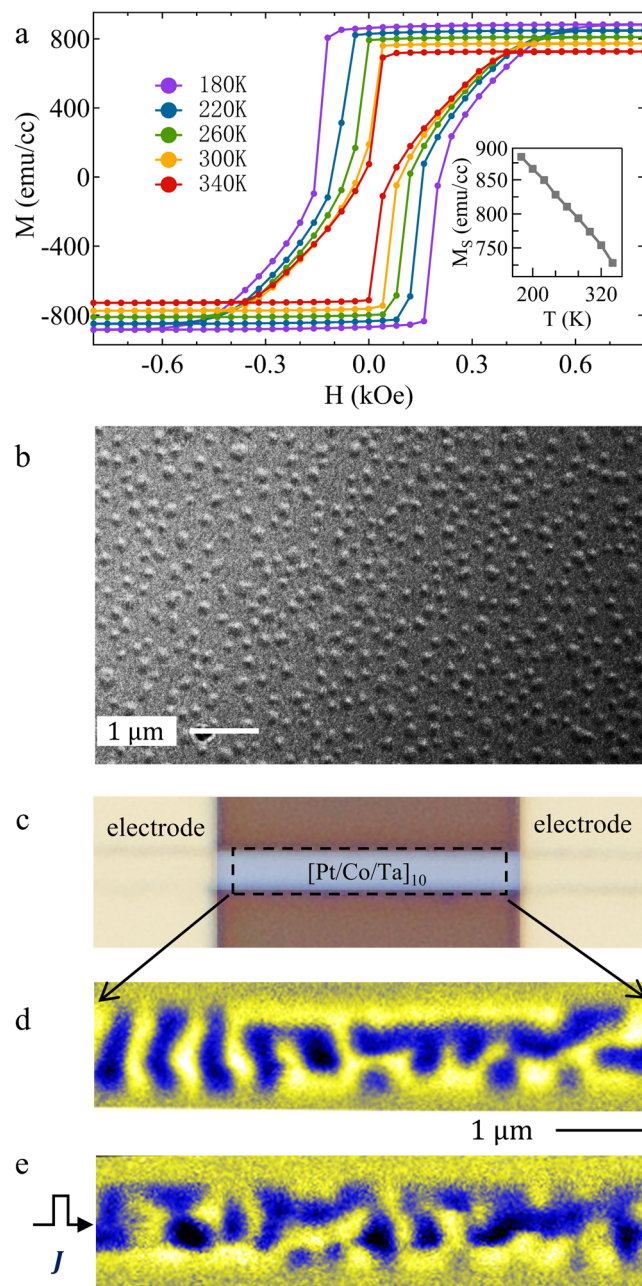 a
800
400
0
-400
-800
M (emu/cc)
180K
220K
260K
300K
340K
900
850
800
750
M_S (emu/cc)
200
320
T (K)
-0.6
-0.3
0.0
0.3
0.6
H (kOe)
b
1 μm
c
electrode
electrode
[Pt/Co/Ta]₁₀
d
1 μm
e
J